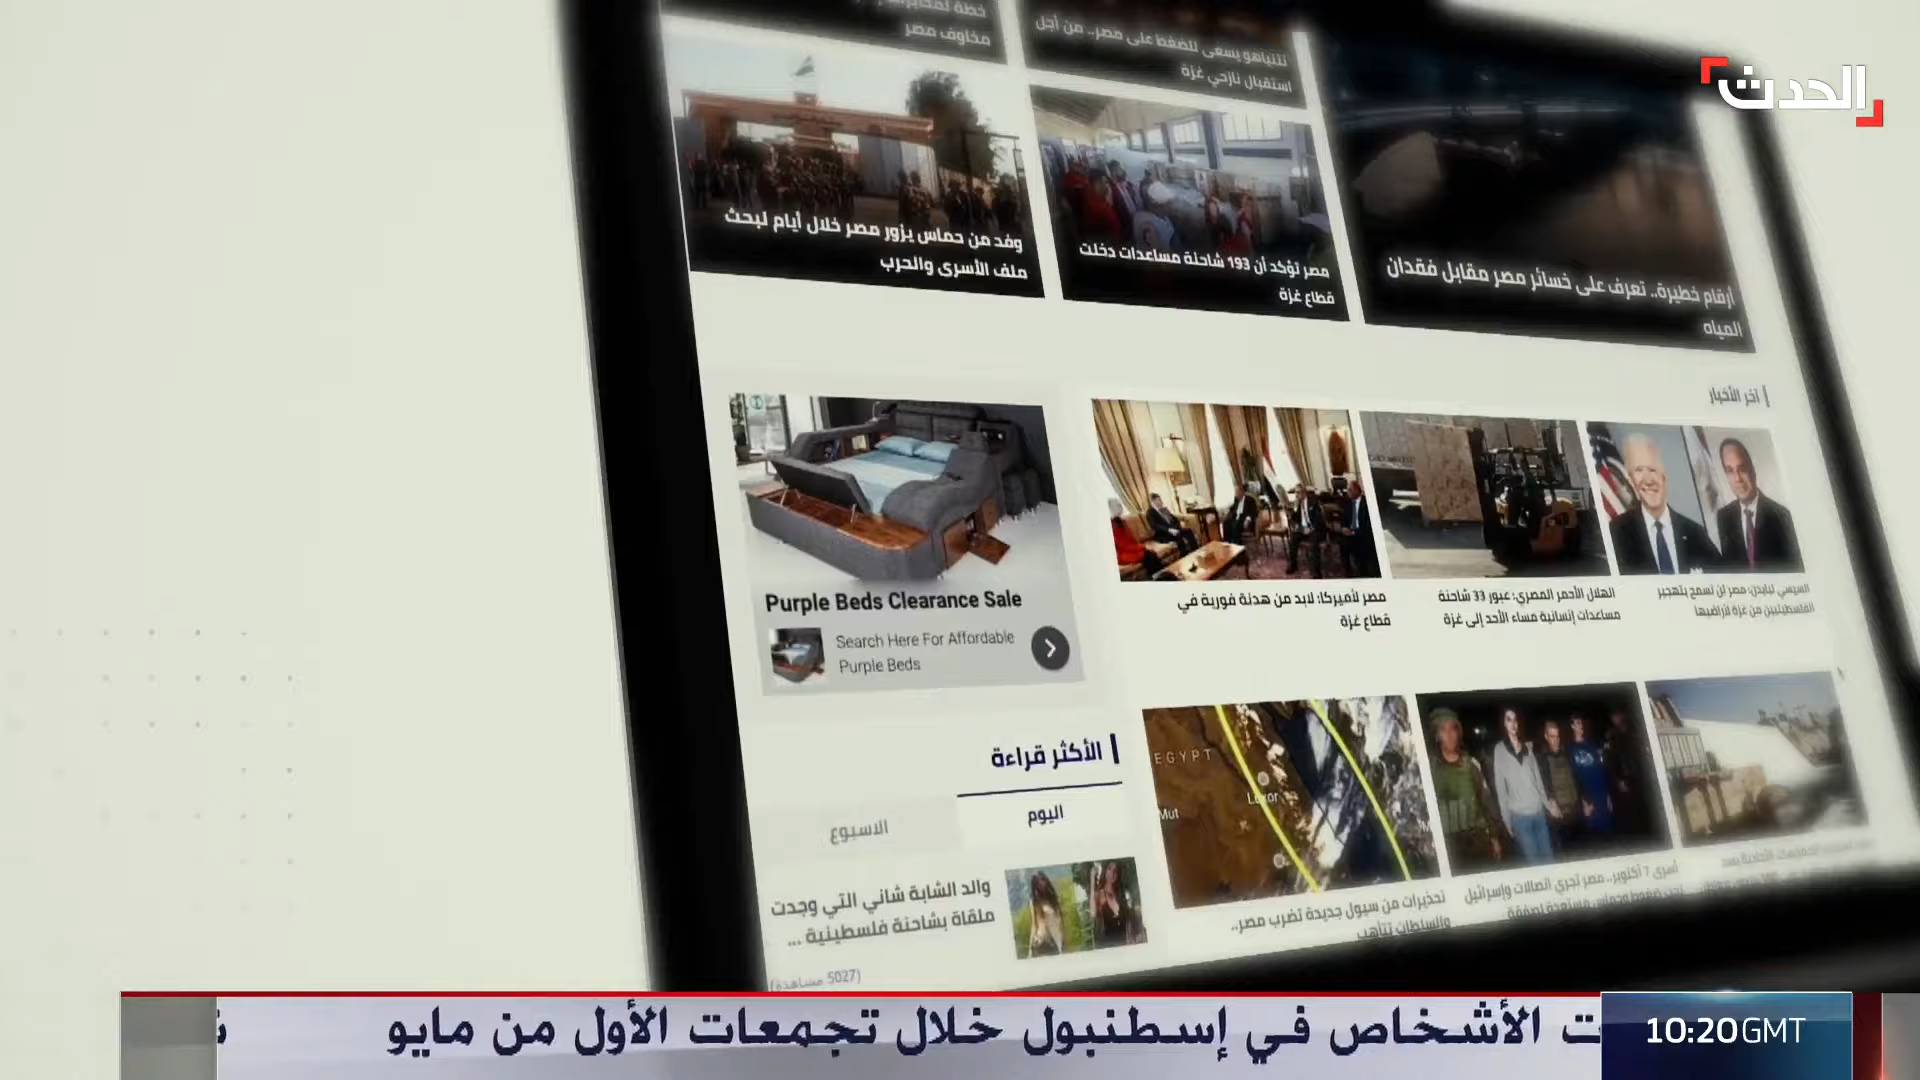 الحدث
مخاوف مصر
نتنياهو يسعى للضغط على مصر.. من أجل
استقبال نازحي غزة
وفد من حماس يزور مصر خلال أيام لبحث
ملف الأسرى والحرب
مصر تؤكد أن 193 شاحنة مساعدات دخلت
قطاع غزة
أرقام خطيرة.. تعرف على خسائر مصر مقابل فقدان
المياه
آخر الأخبار
السيسي لبايدن: مصر لن تسمح بتهجير
الفلسطينيين من غزة لأراضيها
الهلال الأحمر المصري: عبور 33 شاحنة
مساعدات إنسانية مساء الأحد إلى غزة
مصر لأميركا: لابد من هدنة فورية في
قطاع غزة
Purple Beds Clearance Sale
Search Here For Affordable
Purple Beds
الأكثر قراءة
اليوم
الاسبوع
والد الشابة شاني التي وجدت
ملقاة بشاحنة فلسطينية ...
(5027 مشاهدة)
EGYPT
Luxor
Mut
أسرى 7 أكتوبر.. مصر تجري اتصالات وإسرائيل
تحذيرات من سيول جديدة تضرب مصر..
والسلطات تتأهب
ت الأشخاص في إسطنبول خلال تجمعات الأول من مايو
10:20 GMT